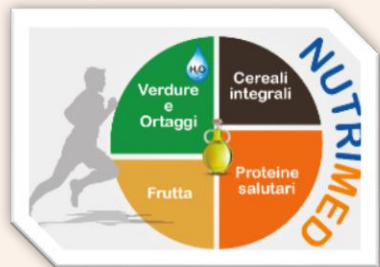 H₂O
Verdure
e
Ortaggi
Cereali
integrali
Frutta
Proteine
salutari
NUTRIMED